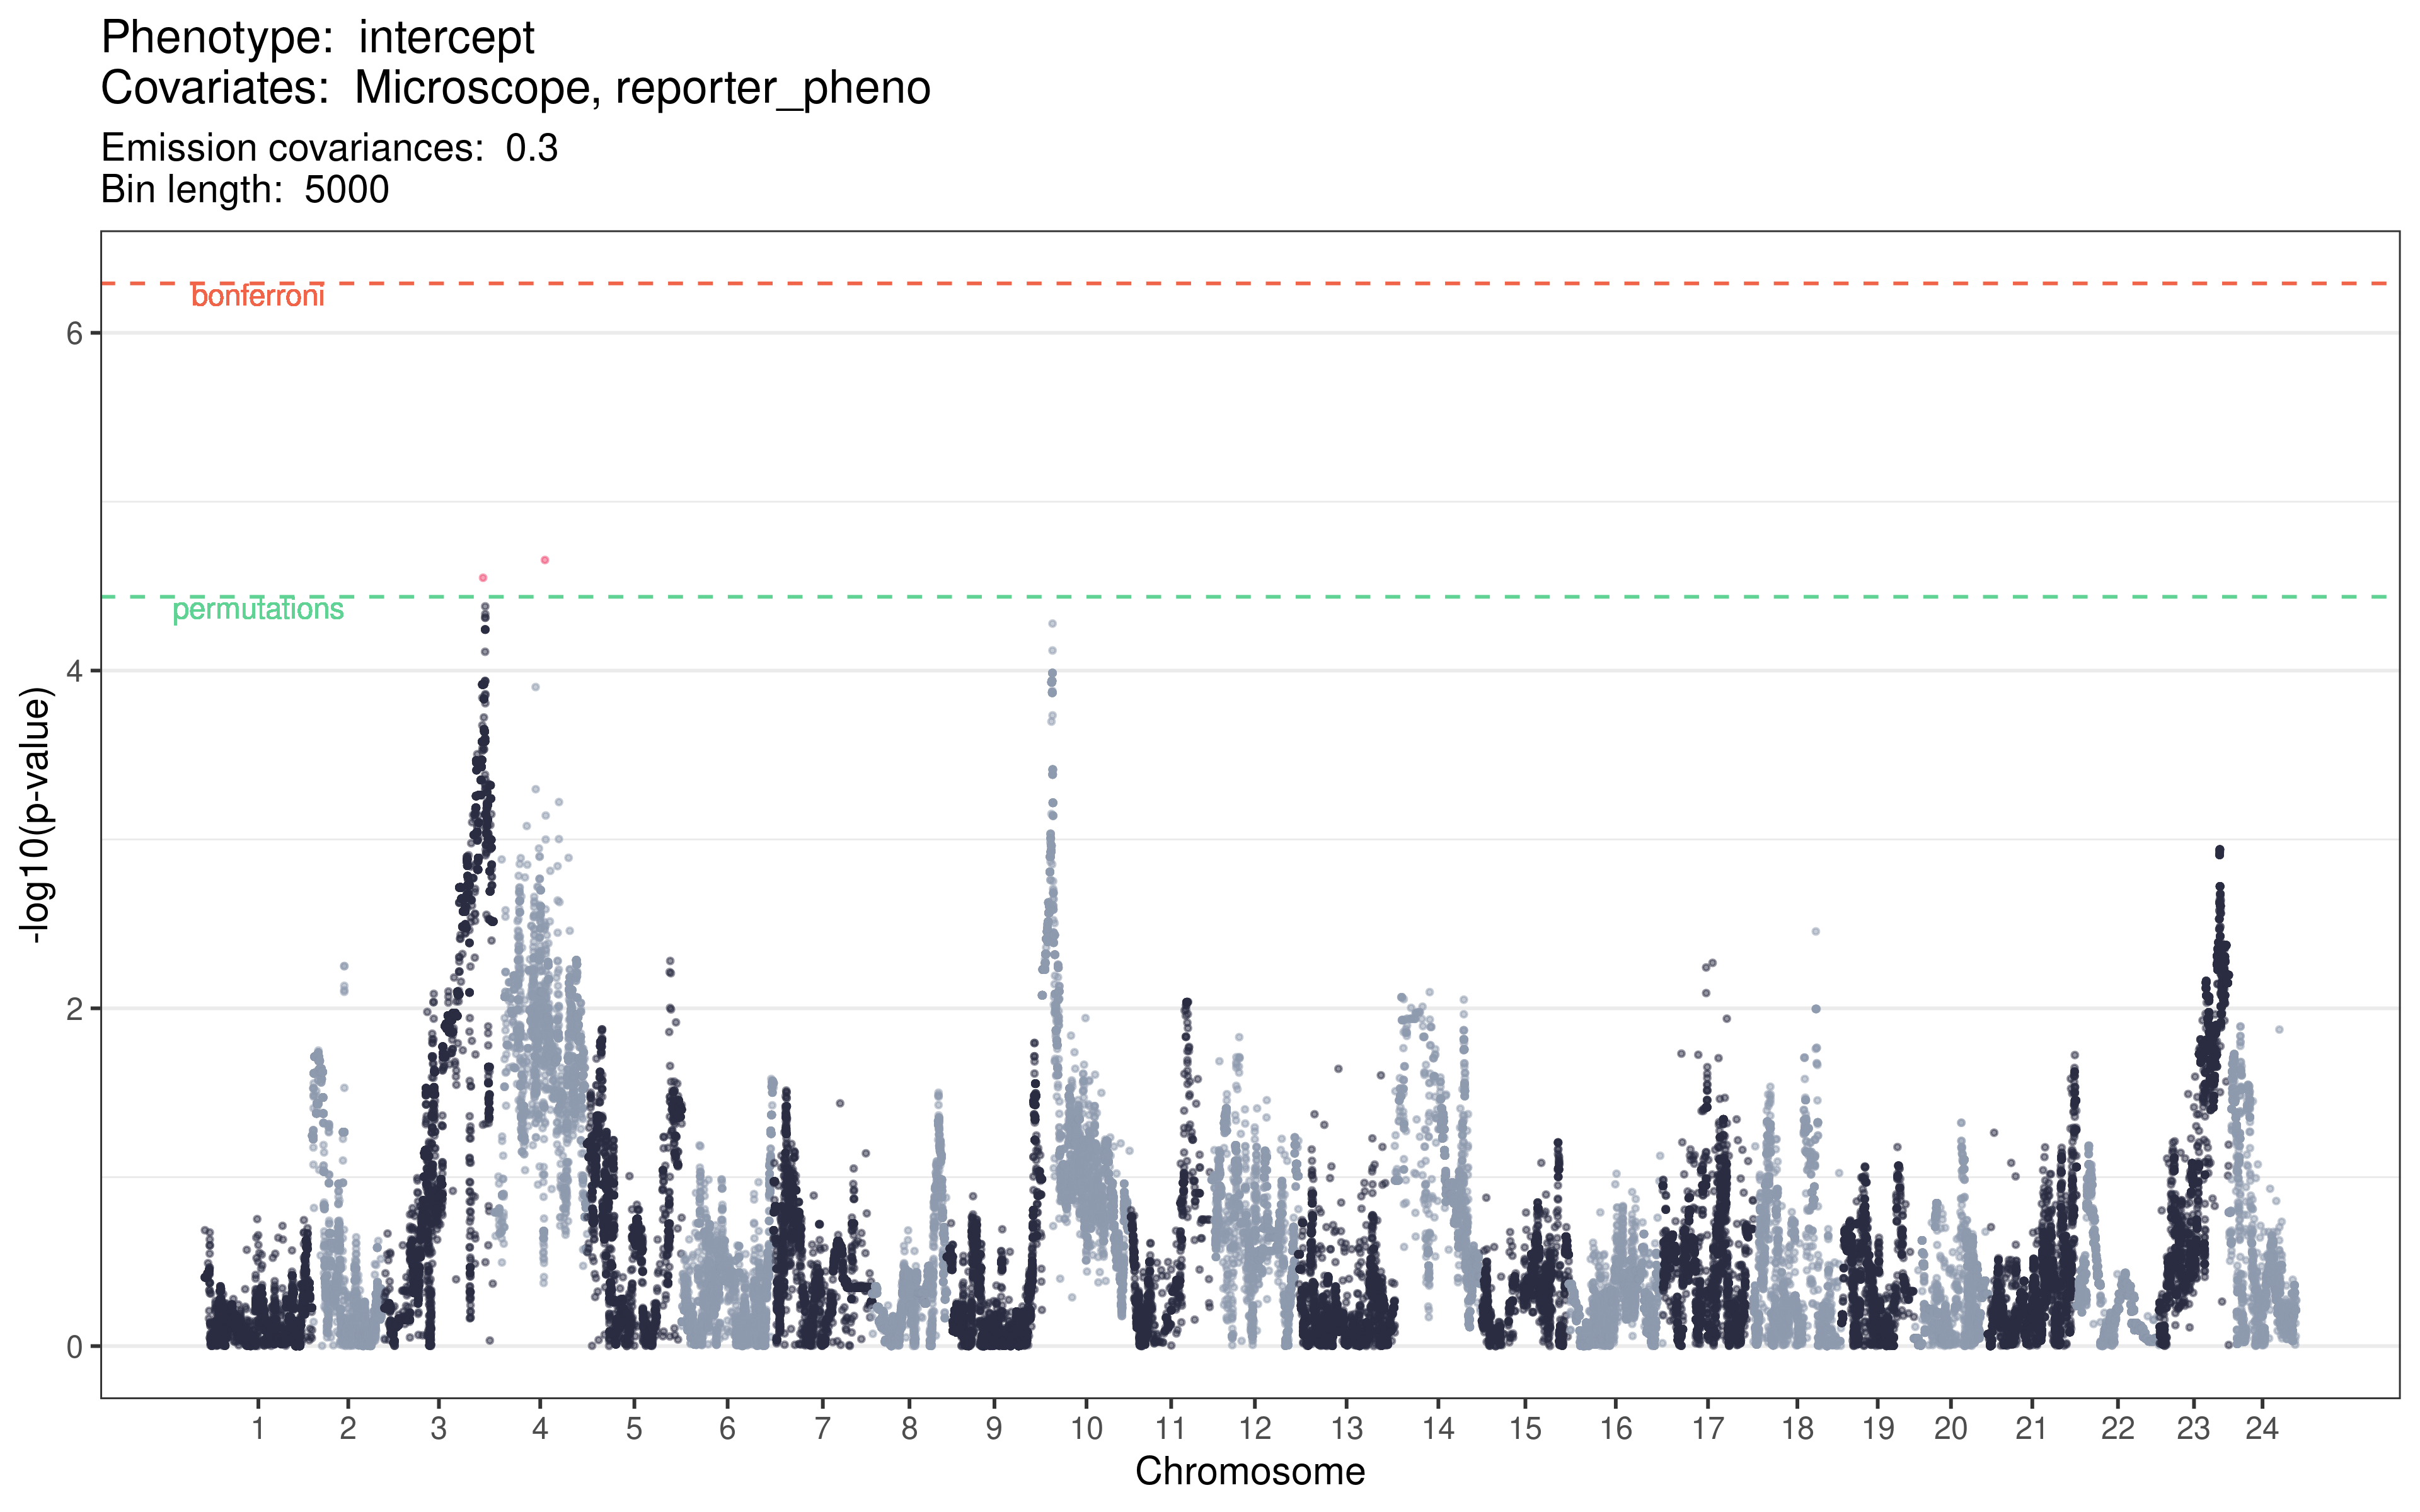 Phenotype: intercept
Covariates: Microscope, reporter_pheno
Emission covariances: 0.3
Bin length: 5000
bonferroni
6
permutations
4
-log10(p-value)
2
0
1 2 3 4 5 6 7 8 9 10 11 12 13 14 15 16 17 18 19 20 21 22 23 24
Chromosome